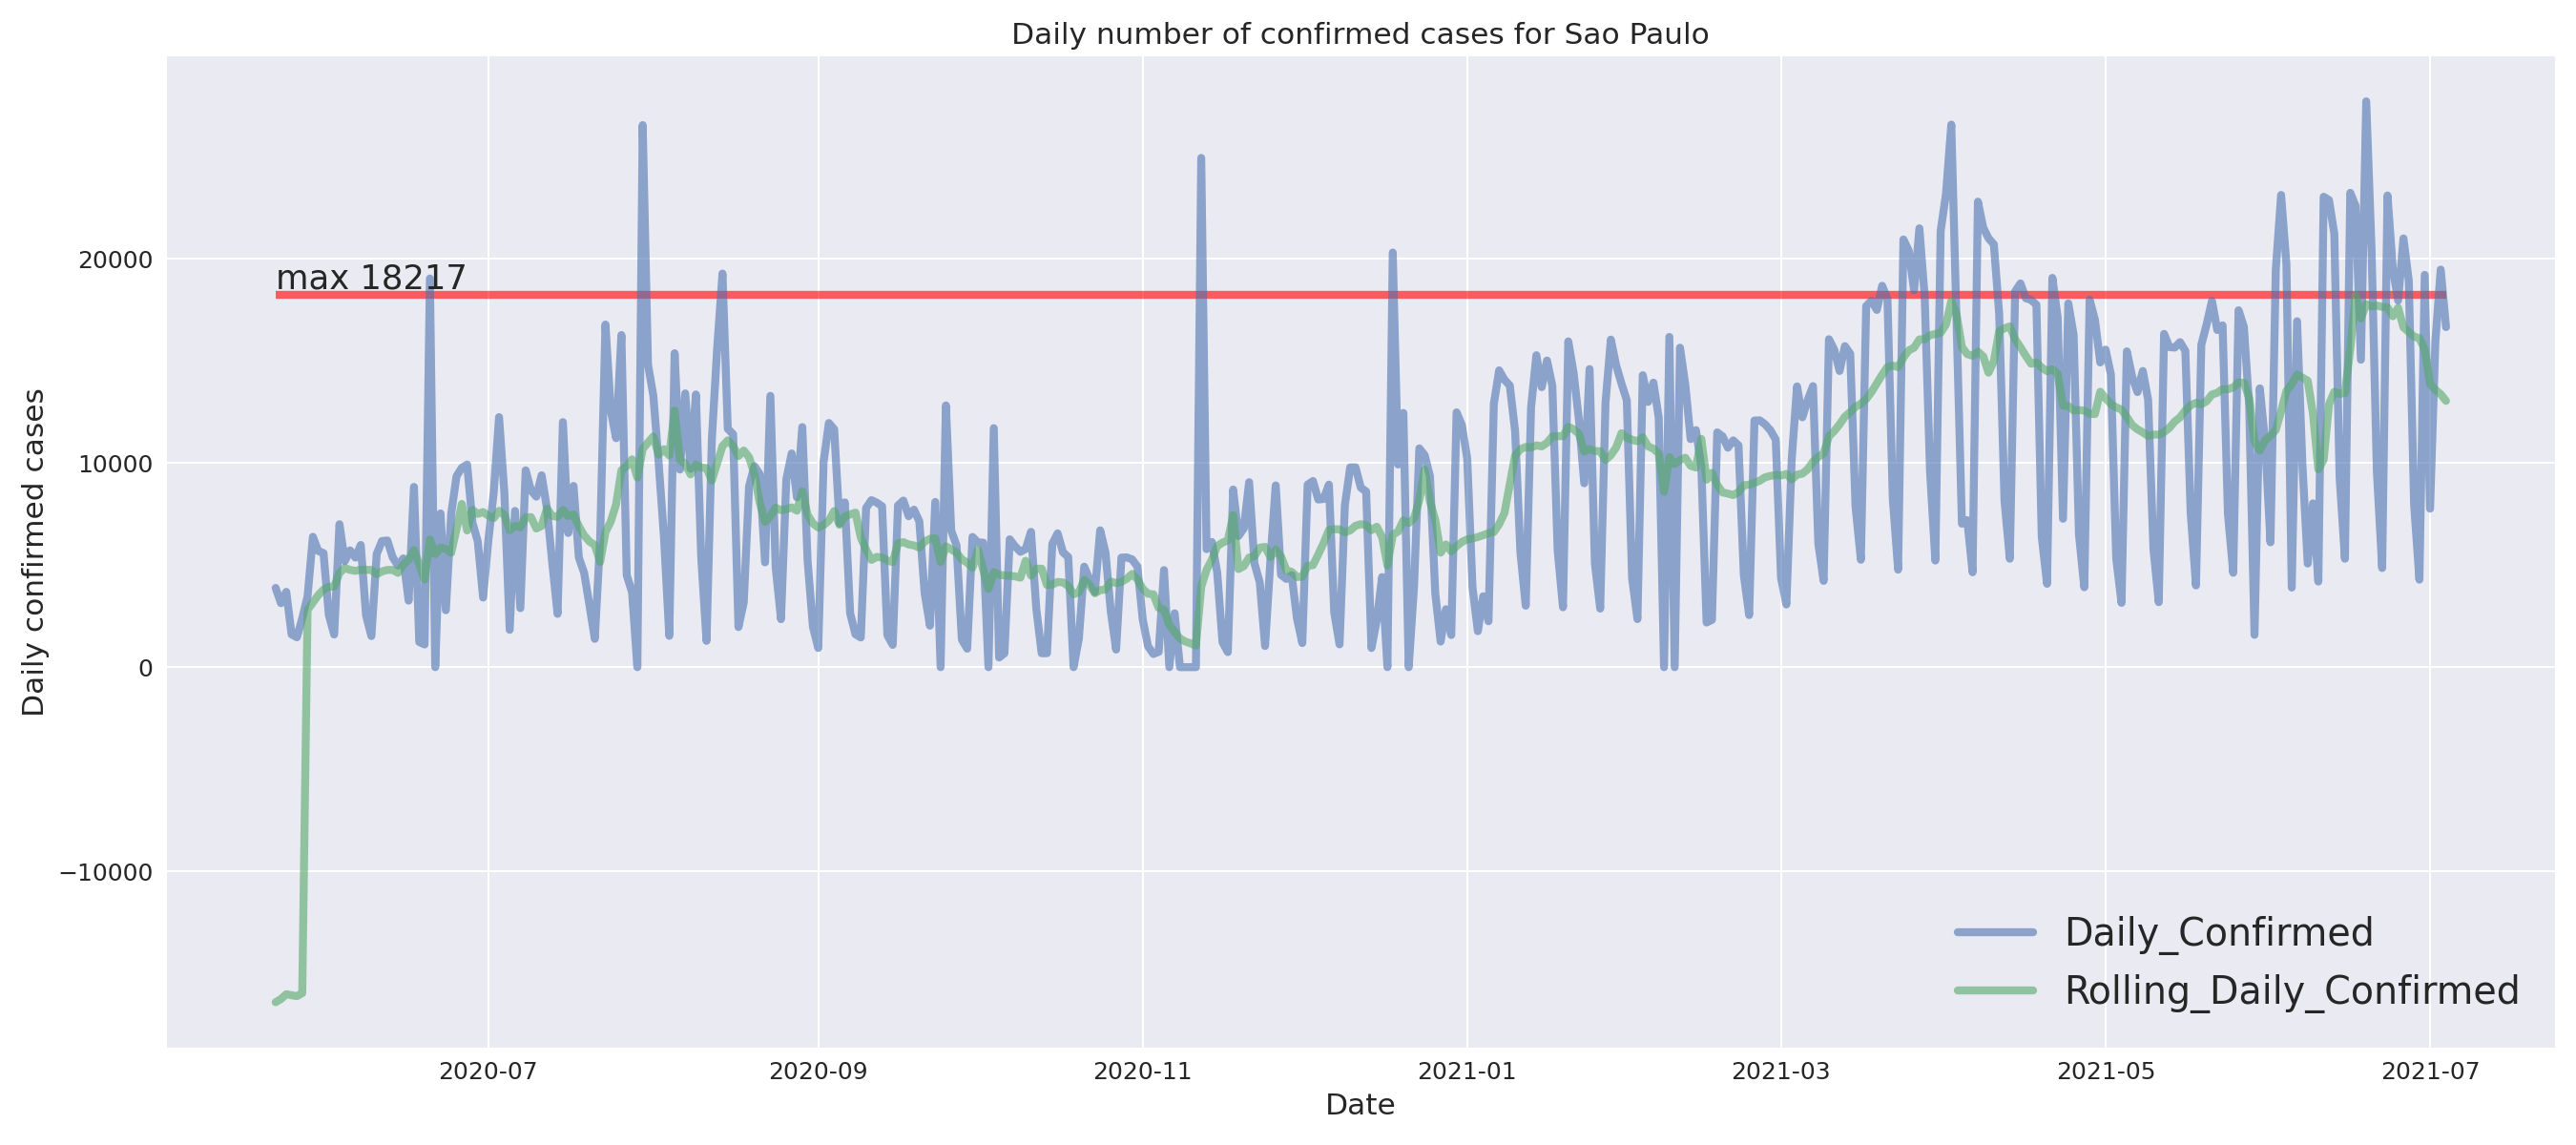 Daily number of confirmed cases for Sao Paulo
Daily confirmed cases
20000
10000
0
−10000
max 18217
Daily_Confirmed
Rolling_Daily_Confirmed
2020-07
2020-09
2020-11
2021-01
2021-03
2021-05
2021-07
Date